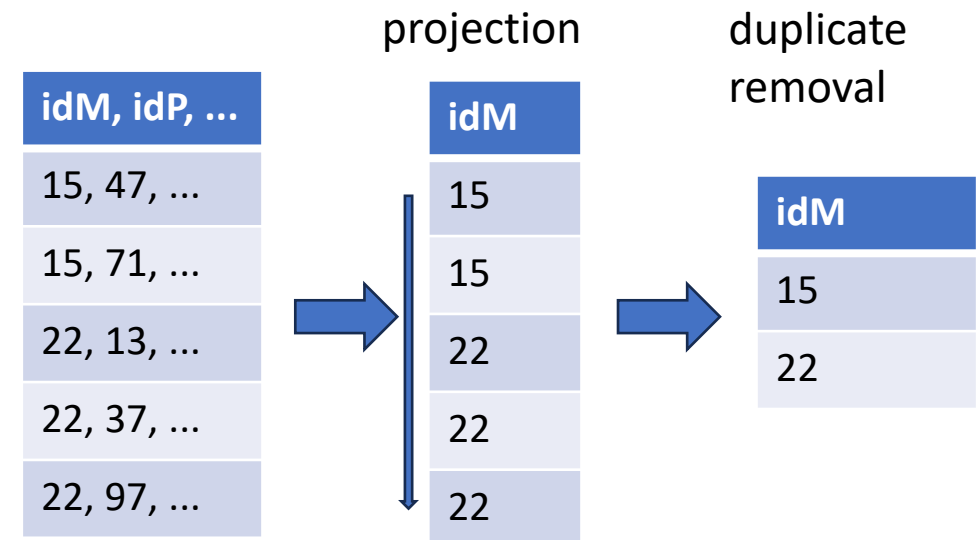 projection
duplicate
removal
idM, idP, ...
15, 47, ...
15, 71, ...
22, 13, ...
22, 37, ...
22, 97, ...
idM
15
15
22
22
22
idM
15
22